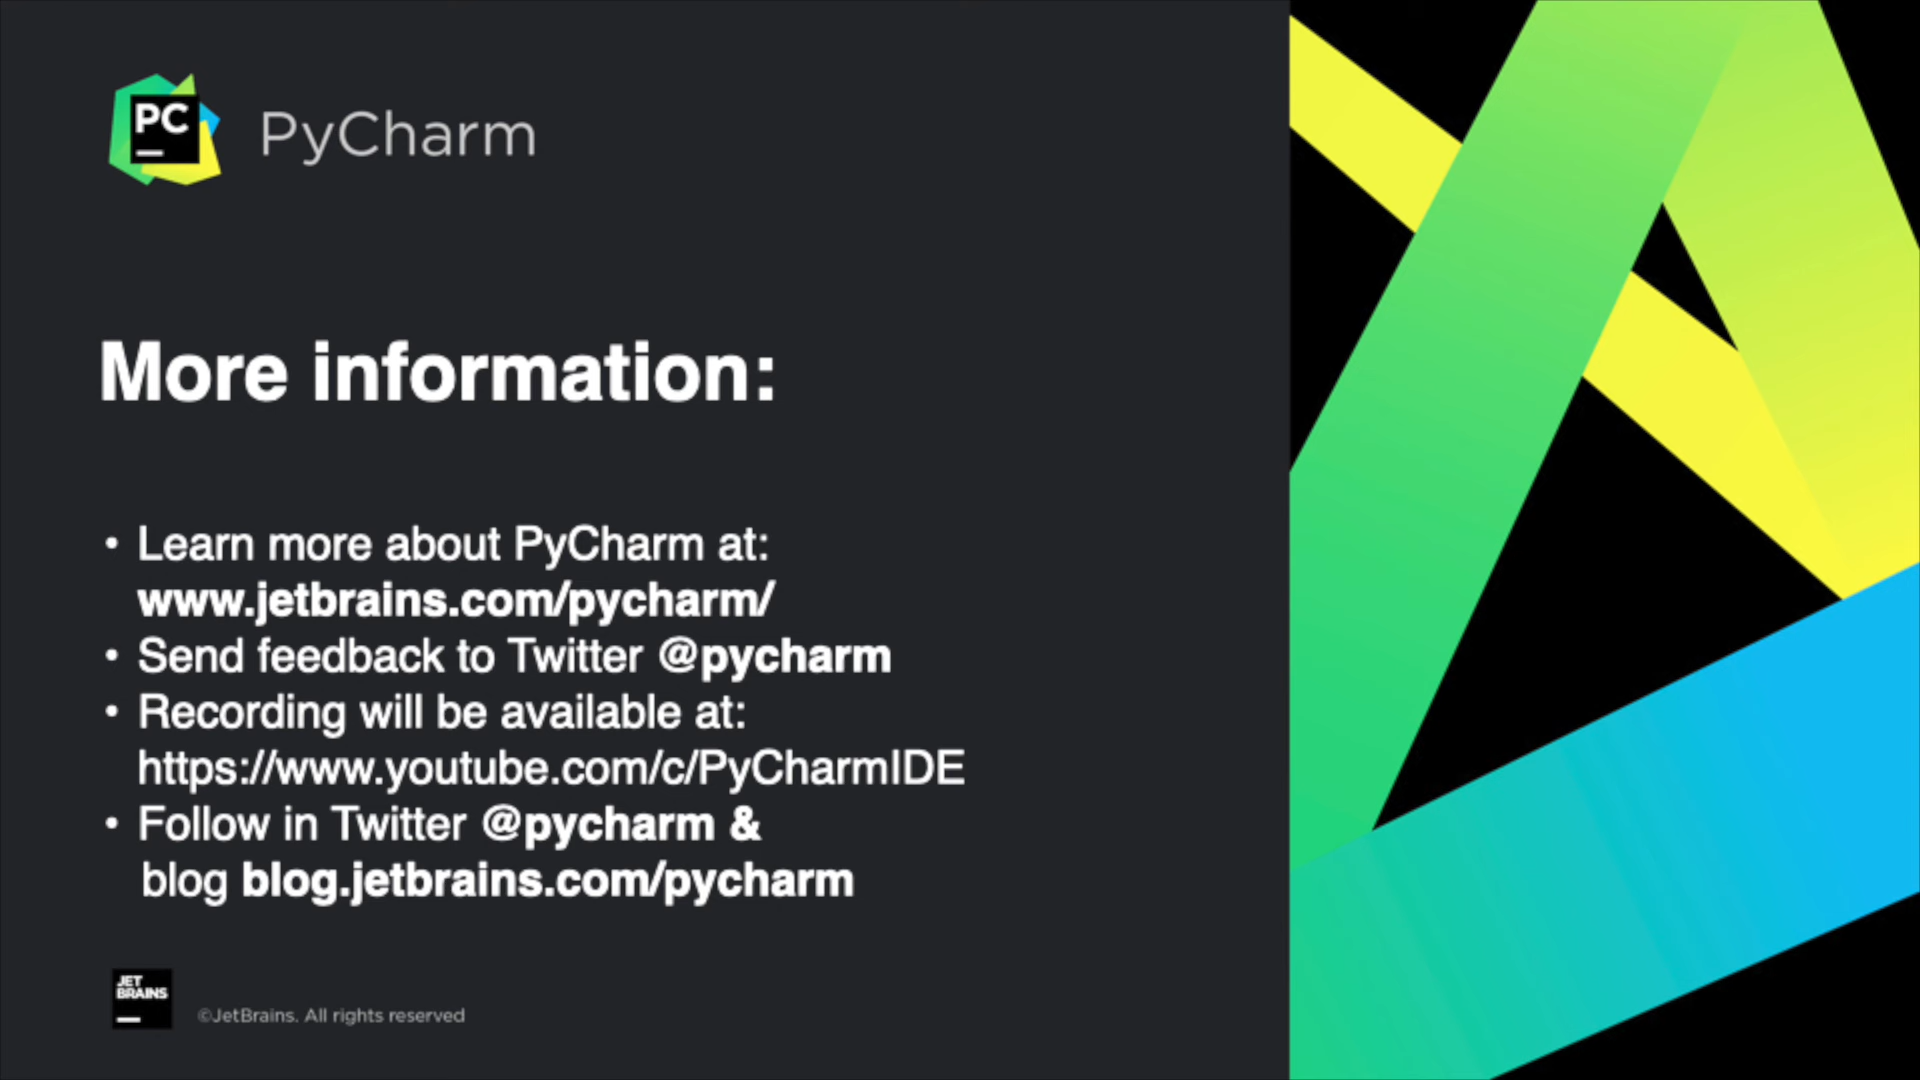 PC
PyCharm
More information:
• Learn more about PyCharm at:
www.jetbrains.com/pycharm/
• Send feedback to Twitter @pycharm
• Recording will be available at:
https://www.youtube.com/c/PyCharmIDE
• Follow in Twitter @pycharm &
blog blog.jetbrains.com/pycharm
JET
BRAINS
©JetBrains. All rights reserved